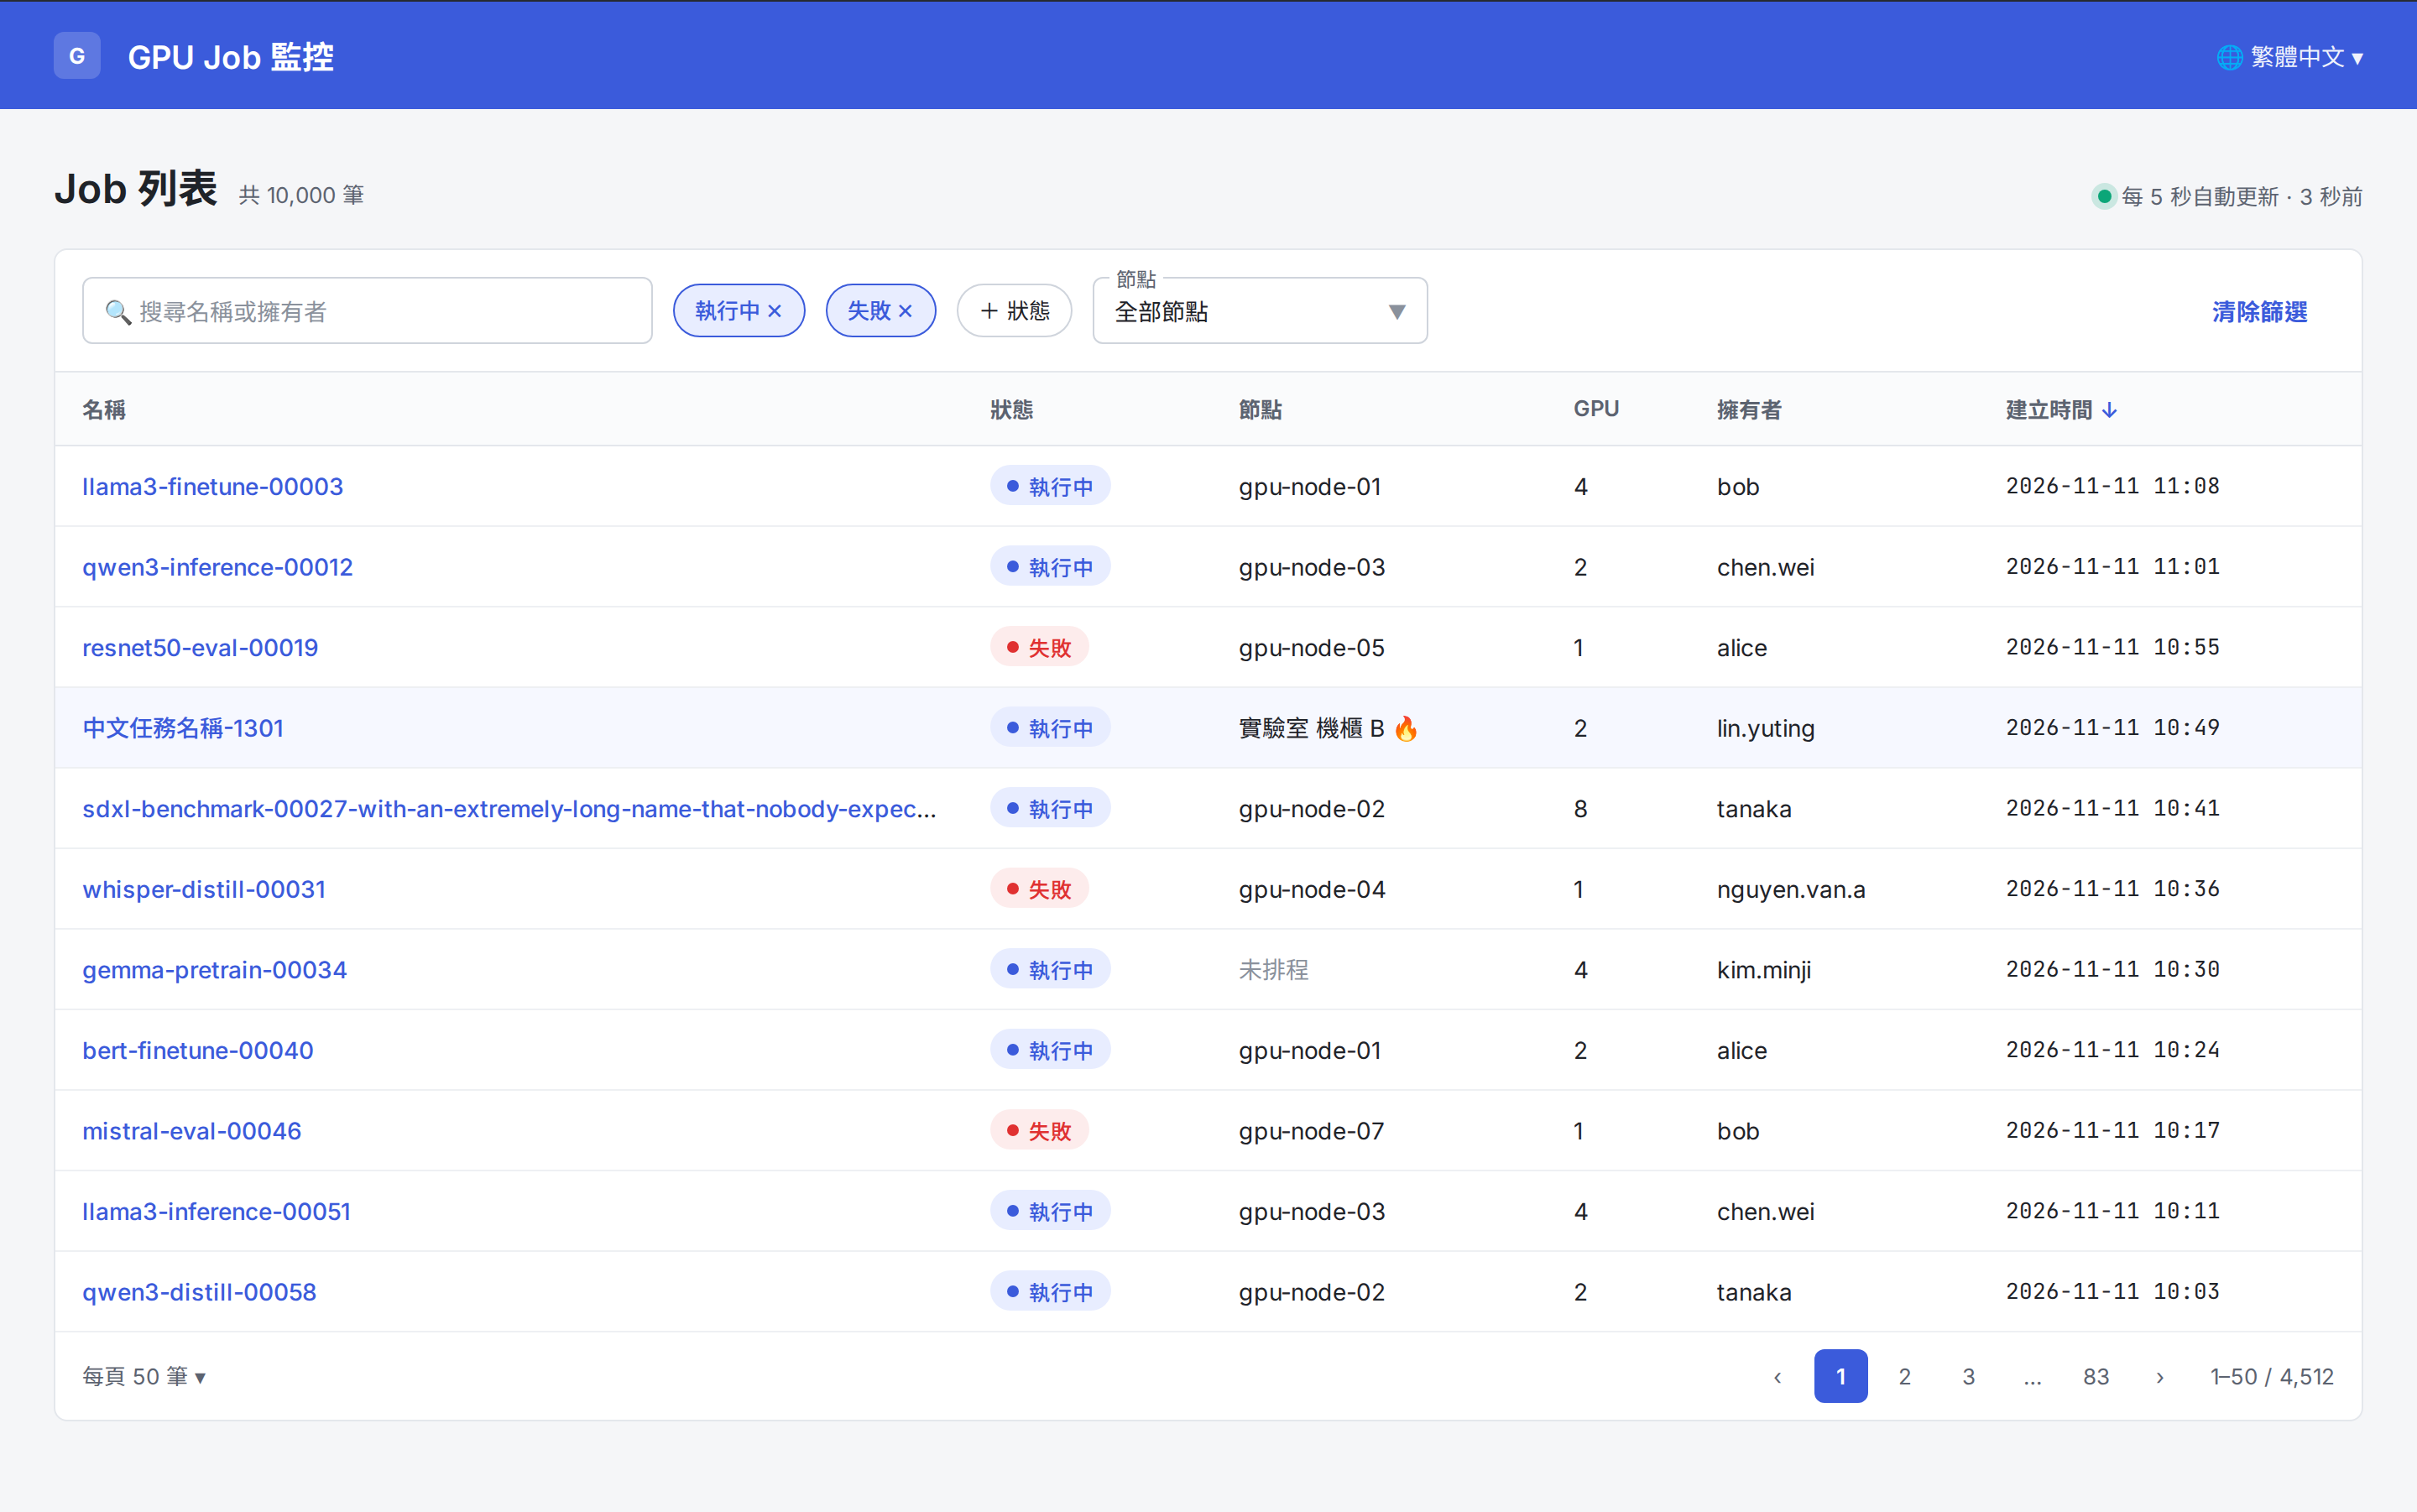 G GPU Job 監控 🌐 繁體中文 ▾
Job 列表 共 10,000 筆 每 5 秒自動更新 · 3 秒前
節點
🔍 搜尋名稱或擁有者 執行中 ✕ 失敗 ✕ ＋ 狀態 全部節點 ▼ 清除篩選
名稱 狀態 節點 GPU 擁有者 建立時間 ↓
llama3-finetune-00003 執行中 gpu-node-01 4 bob 2026-11-11 11:08
qwen3-inference-00012 執行中 gpu-node-03 2 chen.wei 2026-11-11 11:01
resnet50-eval-00019 失敗 gpu-node-05 1 alice 2026-11-11 10:55
中文任務名稱-1301 執行中 實驗室 機櫃 B 🔥 2 lin.yuting 2026-11-11 10:49
sdxl-benchmark-00027-with-an-extremely-long-name-that-nobody-expec... 執行中 gpu-node-02 8 tanaka 2026-11-11 10:41
whisper-distill-00031 失敗 gpu-node-04 1 nguyen.van.a 2026-11-11 10:36
gemma-pretrain-00034 執行中 未排程 4 kim.minji 2026-11-11 10:30
bert-finetune-00040 執行中 gpu-node-01 2 alice 2026-11-11 10:24
mistral-eval-00046 失敗 gpu-node-07 1 bob 2026-11-11 10:17
llama3-inference-00051 執行中 gpu-node-03 4 chen.wei 2026-11-11 10:11
qwen3-distill-00058 執行中 gpu-node-02 2 tanaka 2026-11-11 10:03
每頁 50 筆 ▾ ‹ 1 2 3 … 83 › 1–50 / 4,512